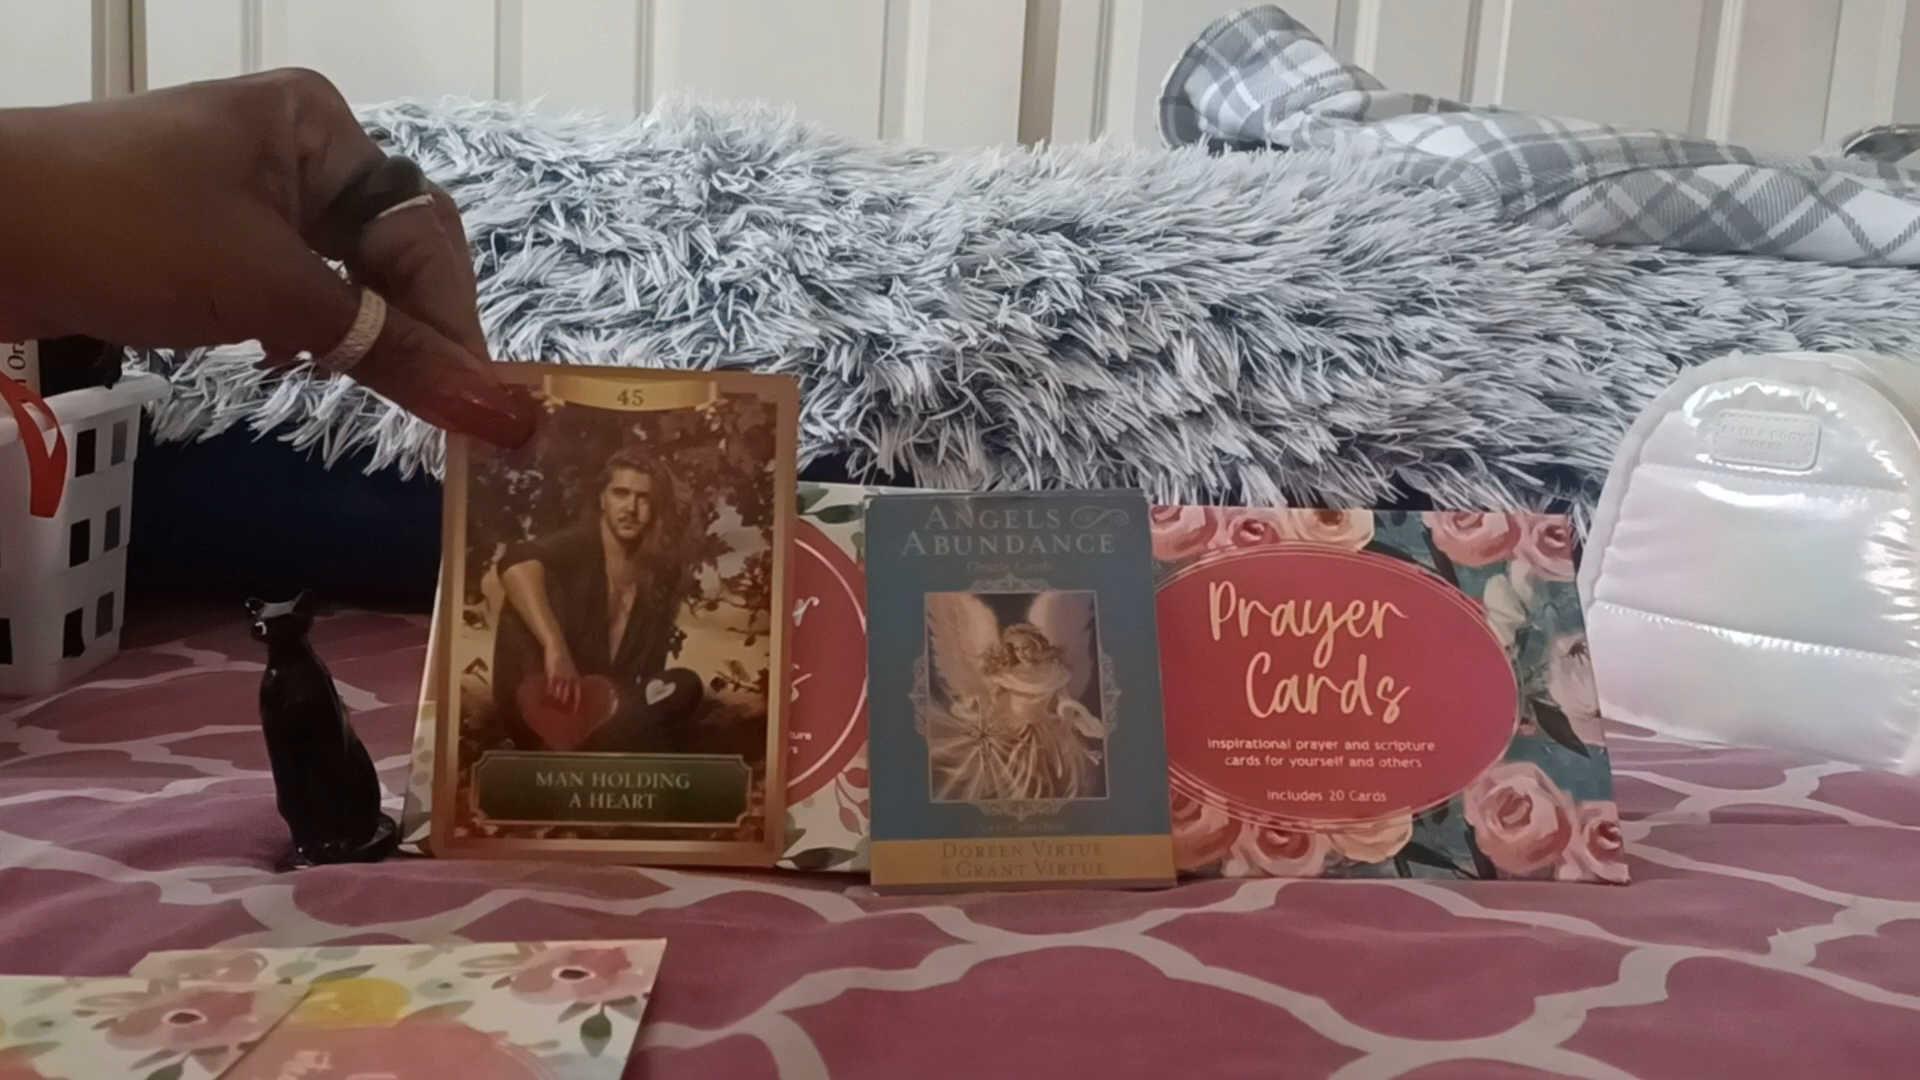 45
MAN HOLDING
A HEART
ANGELS OF
ABUNDANCE
Oracle Cards
DOREEN VIRTUE
& GRANT VIRTUE
Prayer
Cards
inspirational prayer and scripture
cards for yourself and others
includes 20 Cards